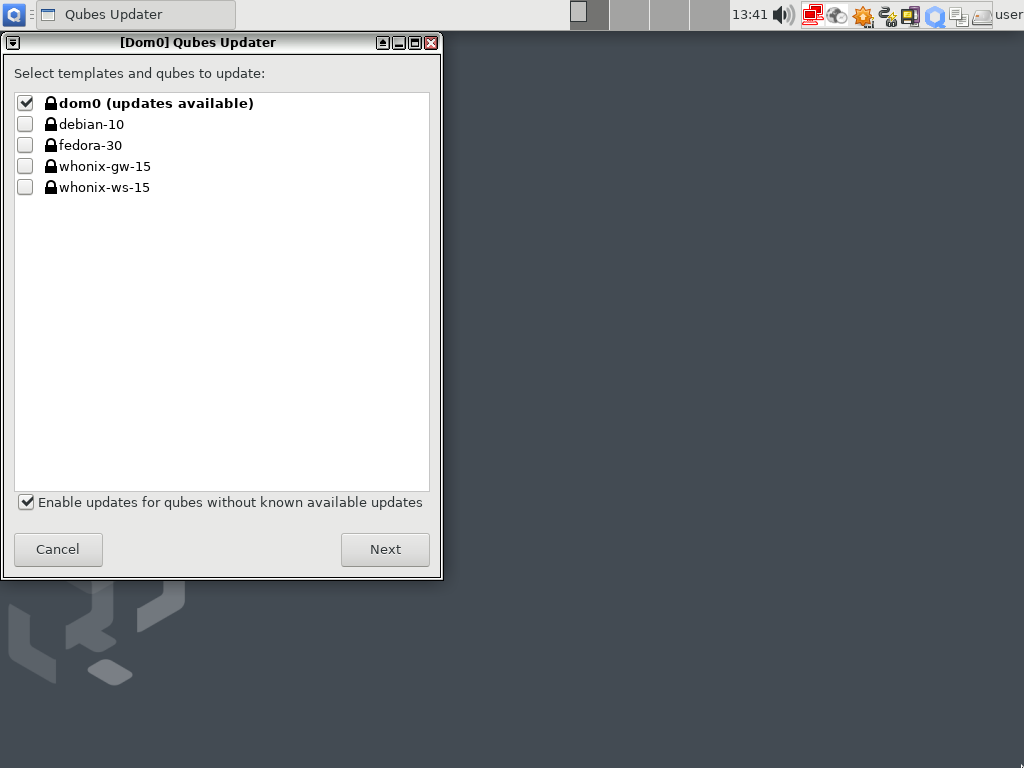 Qubes Updater
13:41
user
[Dom0] Qubes Updater
Select templates and qubes to update:
dom0 (updates available)
debian-10
fedora-30
whonix-gw-15
whonix-ws-15
Enable updates for qubes without known available updates
Cancel
Next